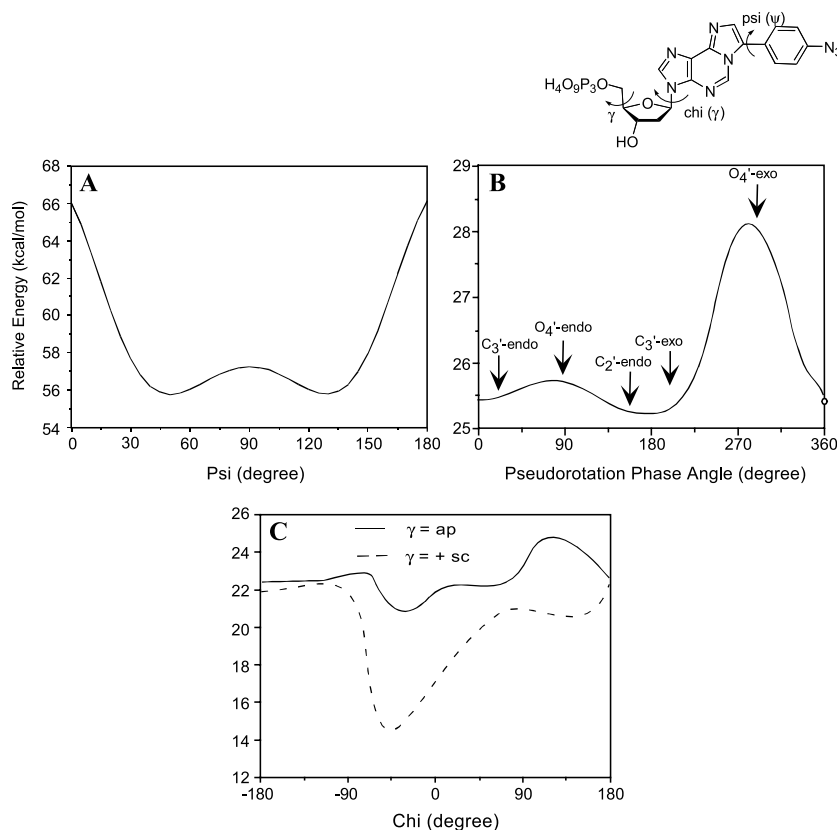 psi (ψ)
N
N
N
N
N
N
N₃
H₄O₉P₃O
γ
O
chi (γ)
HO
A
Relative Energy (kcal/mol)
68
66
64
62
60
58
56
54
0
30
60
90
120
150
180
Psi (degree)
B
29
28
27
26
25
C₃'-endo
O₄'-endo
C₂'-endo
C₃'-exo
O₄'-exo
0
90
180
270
360
Pseudorotation Phase Angle (degree)
C
γ = ap
γ = + sc
26
24
22
20
18
16
14
12
-180
-90
0
90
180
Chi (degree)